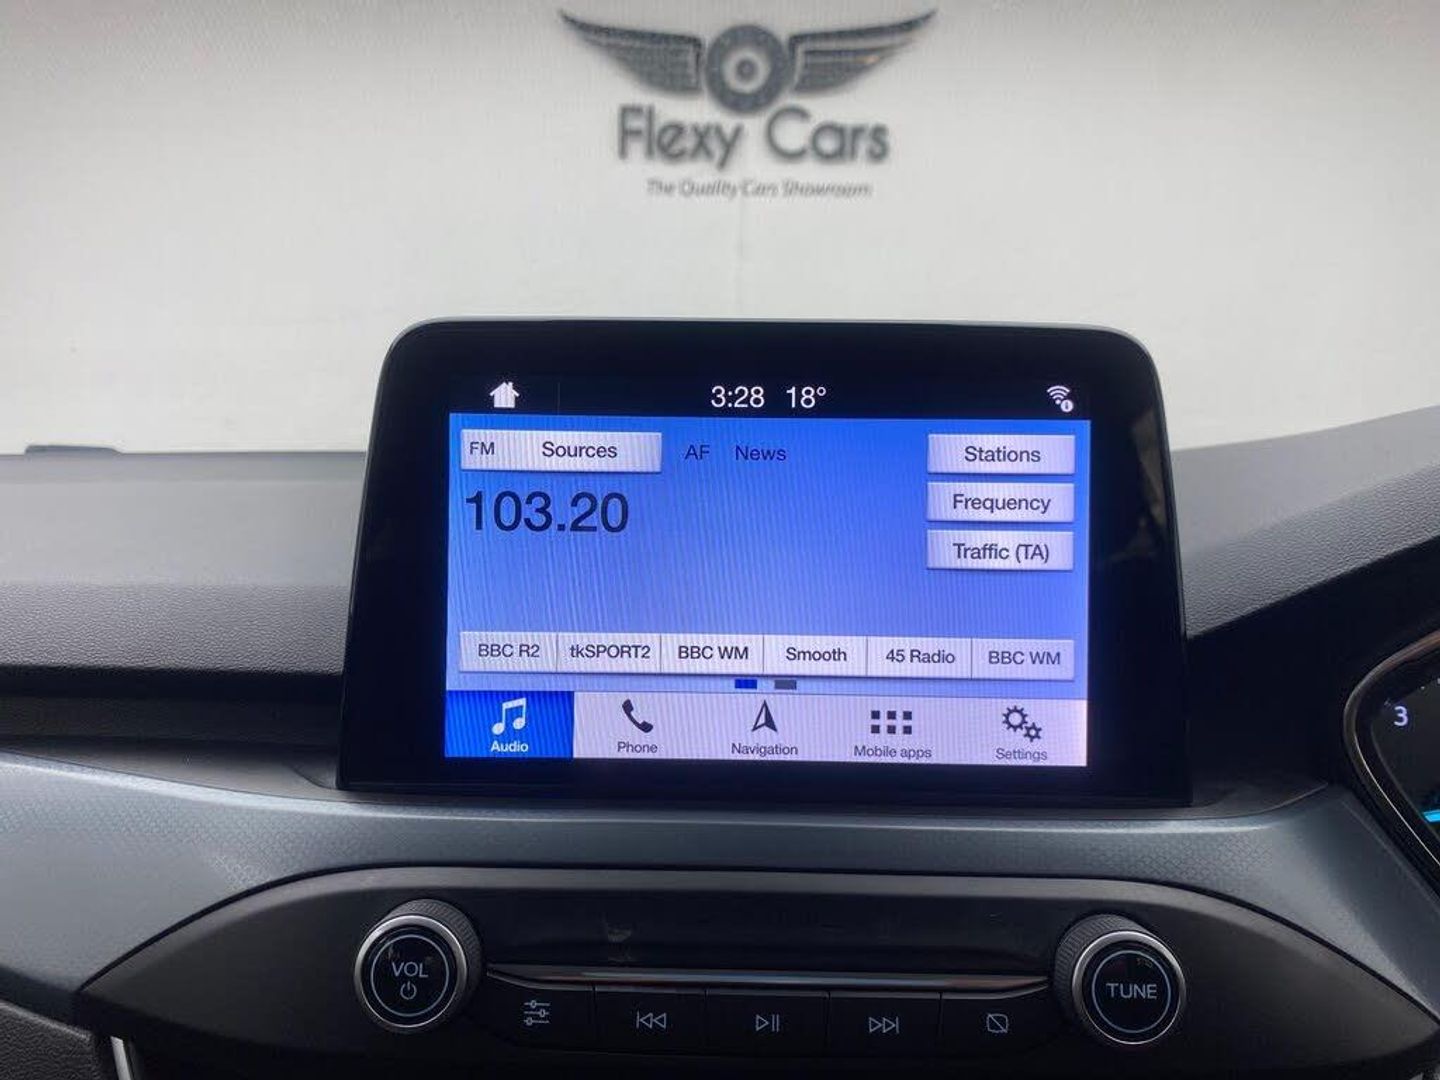 Flexy Cars
The Quality Cars Showroom
3:28 18°
FM Sources AF News Stations
103.20 Frequency
Traffic (TA)
BBC R2 tkSPORT2 BBC WM Smooth 45 Radio BBC WM
Audio Phone Navigation Mobile apps Settings
3
VOL TUNE